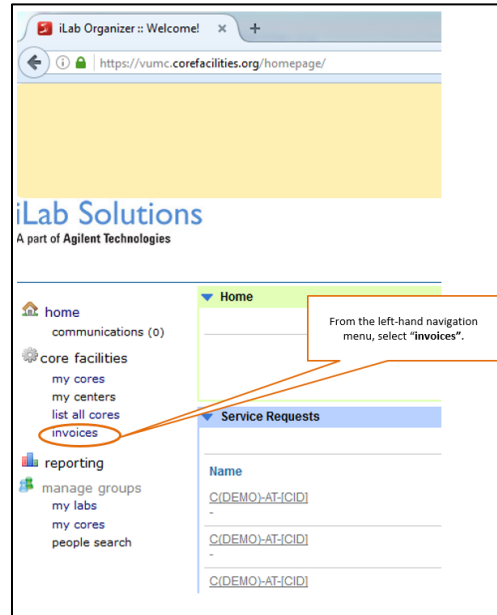 iLab Organizer :: Welcome! × +
https://vumc.corefacilities.org/homepage/
iLab Solutions
A part of Agilent Technologies
Home
home
communications (0)
From the left-hand navigation
menu, select “invoices”.
core facilities
my cores
my centers
list all cores
invoices
Service Requests
reporting
Name
manage groups
my labs
my cores
people search
C(DEMO)-AT-[CID]
-
C(DEMO)-AT-[CID]
-
C(DEMO)-AT-[CID]